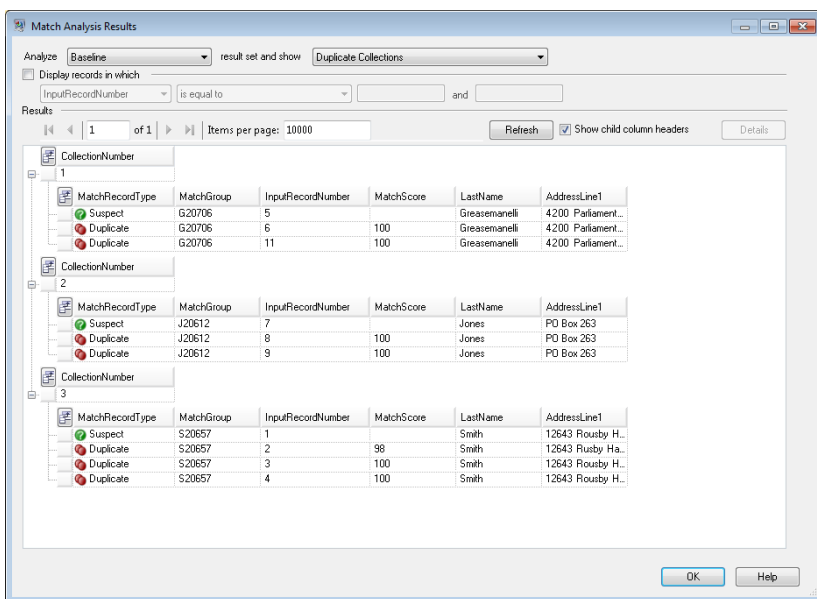 Match Analysis Results
Analyze Baseline result set and show Duplicate Collections
Display records in which
InputRecordNumber is equal to and
Results
1 of 1 Items per page: 10000 Refresh Show child column headers Details
CollectionNumber
1
MatchRecordType MatchGroup InputRecordNumber MatchScore LastName AddressLine1
Suspect G20706 5 Greasemanelli 4200 Parliament...
Duplicate G20706 6 100 Greasemanelli 4200 Parliament...
Duplicate G20706 11 100 Greasemanelli 4200 Parliament...
CollectionNumber
2
MatchRecordType MatchGroup InputRecordNumber MatchScore LastName AddressLine1
Suspect J20612 7 Jones PO Box 263
Duplicate J20612 8 100 Jones PO Box 263
Duplicate J20612 9 100 Jones PO Box 263
CollectionNumber
3
MatchRecordType MatchGroup InputRecordNumber MatchScore LastName AddressLine1
Suspect S20657 1 Smith 12643 Rousby H...
Duplicate S20657 2 98 Smith 12643 Rusby Ha...
Duplicate S20657 3 100 Smith 12643 Rousby H...
Duplicate S20657 4 100 Smith 12643 Rousby H...
OK Help